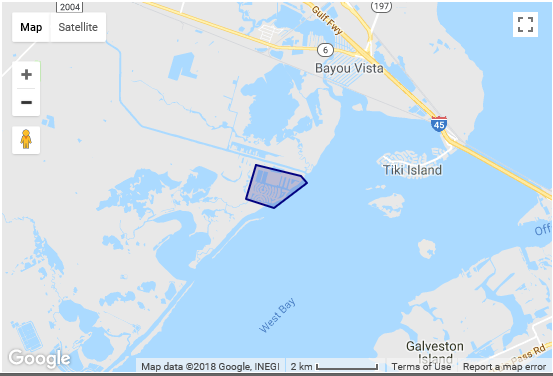 2004
(197)
Map Satellite
Gulf Fwy
6
Bayou Vista
45
Tiki Island
West Bay
Off
Galveston
Island
Pass Rd
Google
Map data ©2018 Google, INEGI 2 km Terms of Use Report a map error